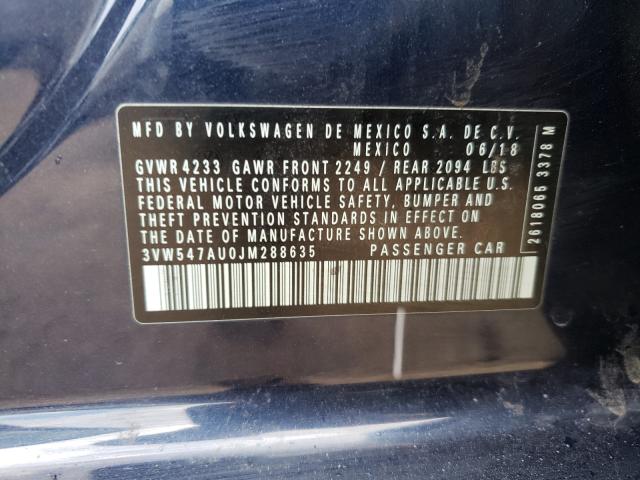 MFD BY VOLKSWAGEN DE MEXICO S.A. DE C.V.
MEXICO 06/18
GVWR 4233 GAWR FRONT 2249 / REAR 2094 LBS
THIS VEHICLE CONFORMS TO ALL APPLICABLE U.S.
FEDERAL MOTOR VEHICLE SAFETY, BUMPER AND
THEFT PREVENTION STANDARDS IN EFFECT ON
THE DATE OF MANUFACTURE SHOWN ABOVE.
3VW547AU0JM288635 PASSENGER CAR
2618065 3378 M